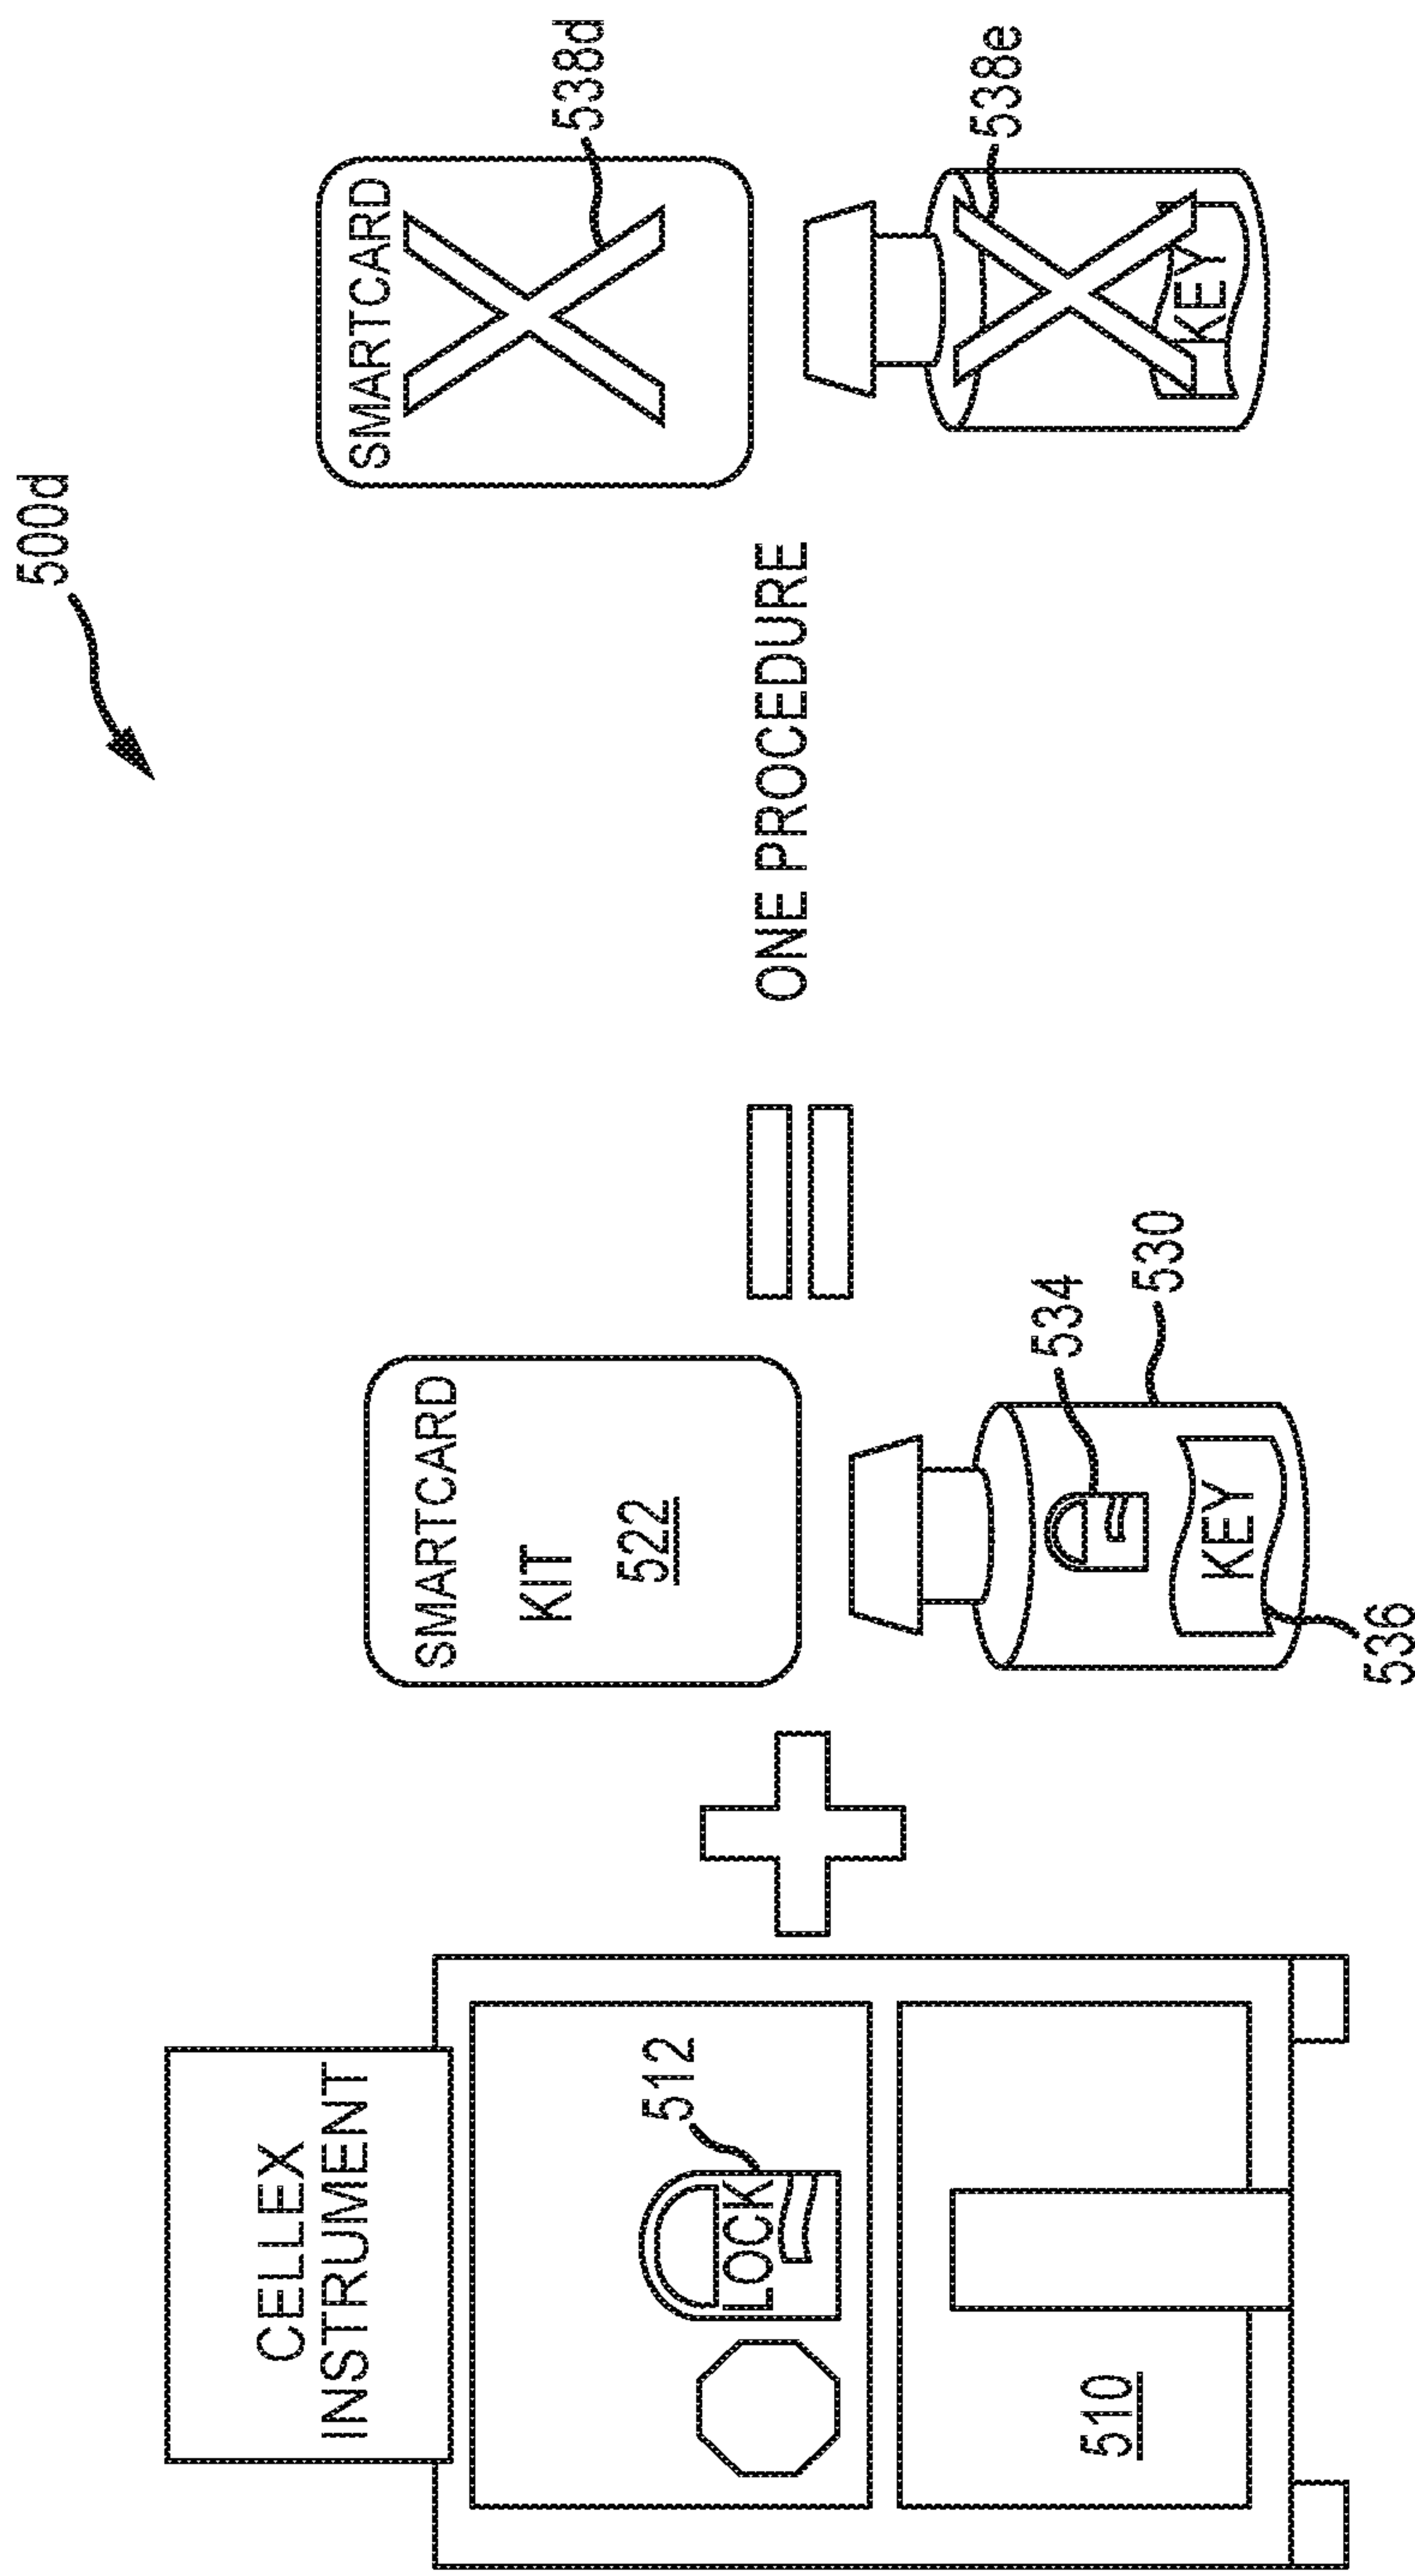 500d
CELLEX
INSTRUMENT
LOCK
512
510
SMARTCARD
KIT
522
534
530
KEY
536
ONE PROCEDURE
SMARTCARD
538d
538e
KEY